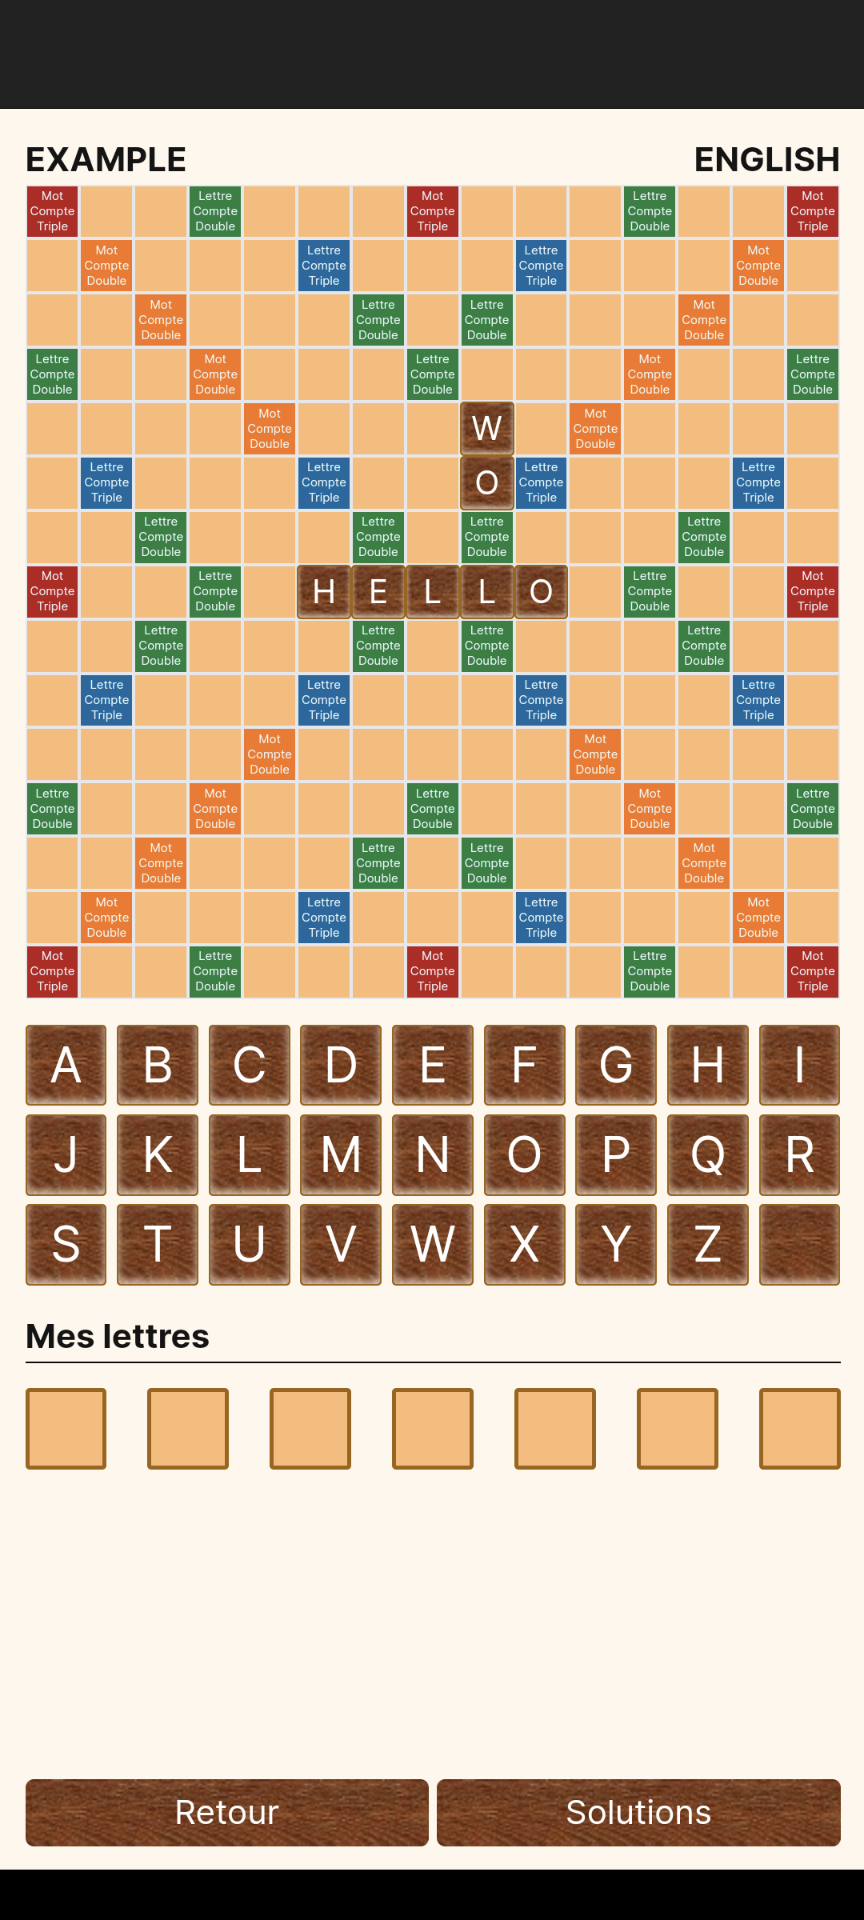 EXAMPLE ENGLISH
Mot Compte Triple Lettre Compte Double Mot Compte Triple Lettre Compte Double Mot Compte Triple
Mot Compte Double Lettre Compte Triple Lettre Compte Triple Mot Compte Double
Mot Compte Double Lettre Compte Double Lettre Compte Double Mot Compte Double
Lettre Compte Double Mot Compte Double Lettre Compte Double Mot Compte Double Lettre Compte Double
Mot Compte Double W Mot Compte Double
Lettre Compte Triple Lettre Compte Triple O Lettre Compte Triple Lettre Compte Triple
Lettre Compte Double Lettre Compte Double Lettre Compte Double Lettre Compte Double
Mot Compte Triple Lettre Compte Double H E L L O Lettre Compte Double Mot Compte Triple
Lettre Compte Double Lettre Compte Double Lettre Compte Double Lettre Compte Double
Lettre Compte Triple Lettre Compte Triple Lettre Compte Triple Lettre Compte Triple
Mot Compte Double Mot Compte Double
Lettre Compte Double Mot Compte Double Lettre Compte Double Mot Compte Double Lettre Compte Double
Mot Compte Double Lettre Compte Double Lettre Compte Double Mot Compte Double
Mot Compte Double Lettre Compte Triple Lettre Compte Triple Mot Compte Double
Mot Compte Triple Lettre Compte Double Mot Compte Triple Lettre Compte Double Mot Compte Triple
A B C D E F G H I
J K L M N O P Q R
S T U V W X Y Z
Mes lettres
Retour Solutions